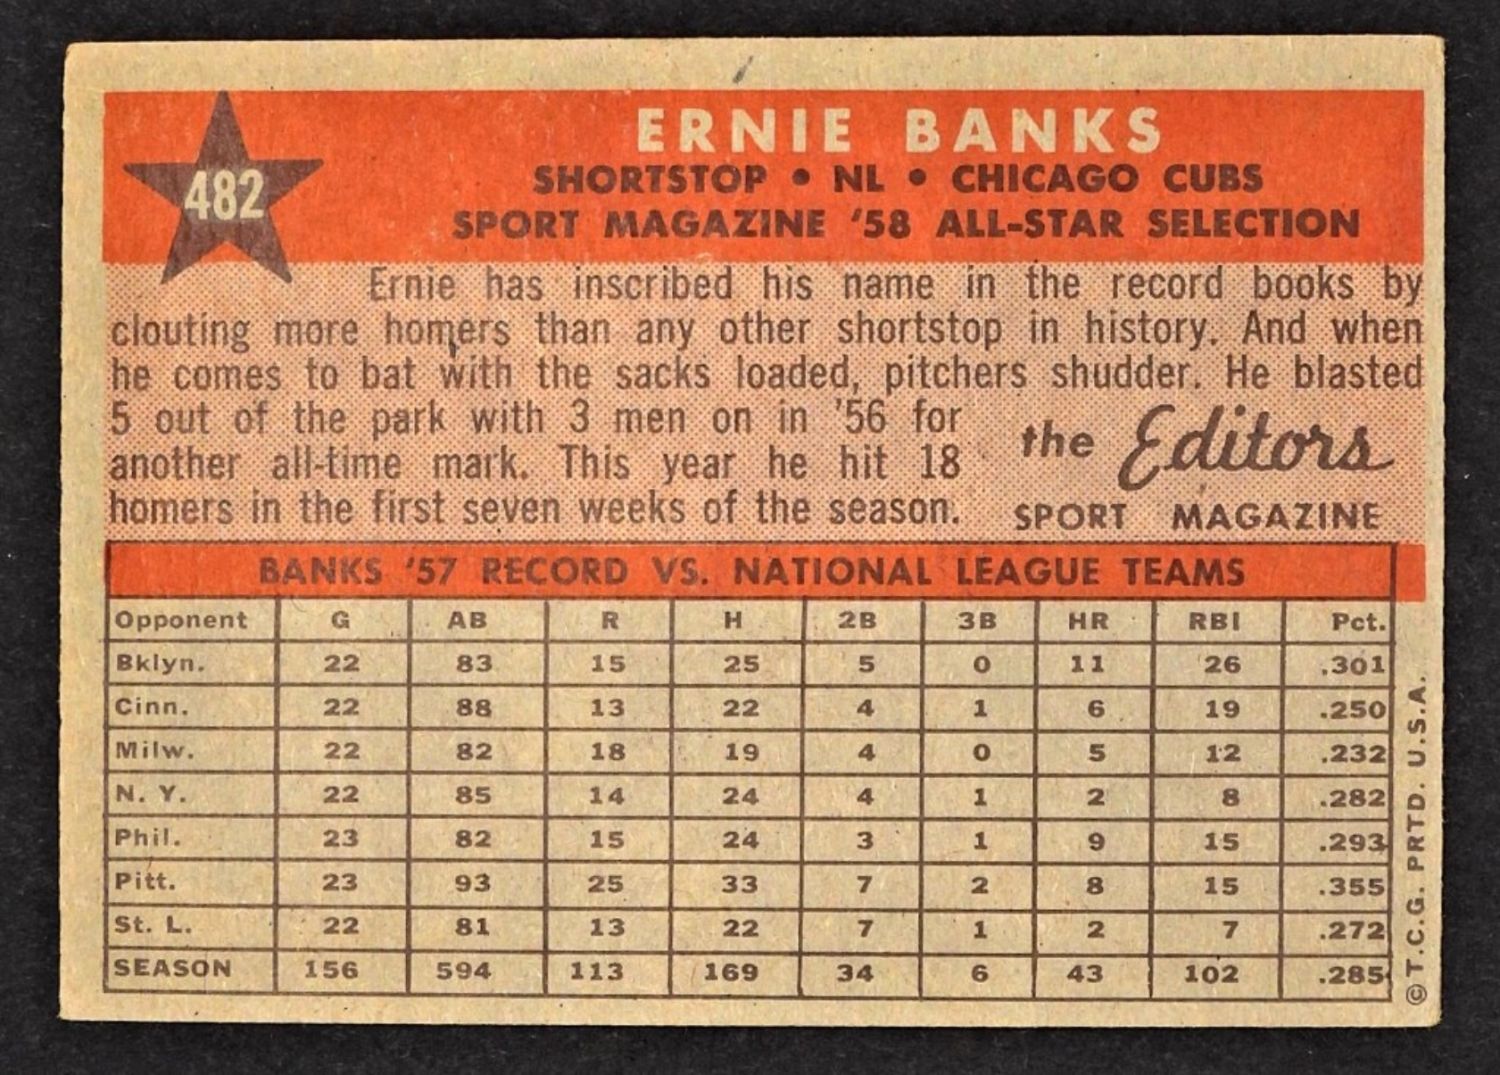 482
ERNIE BANKS
SHORTSTOP • NL • CHICAGO CUBS
SPORT MAGAZINE '58 ALL-STAR SELECTION
Ernie has inscribed his name in the record books by
clouting more homers than any other shortstop in history. And when
he comes to bat with the sacks loaded, pitchers shudder. He blasted
5 out of the park with 3 men on in '56 for
another all-time mark. This year he hit 18
homers in the first seven weeks of the season.
the Editors
SPORT MAGAZINE
BANKS '57 RECORD VS. NATIONAL LEAGUE TEAMS
Opponent G AB R H 2B 3B HR RBI Pct.
Bklyn. 22 83 15 25 5 0 11 26 .301
Cinn. 22 88 13 22 4 1 6 19 .250
Milw. 22 82 18 19 4 0 5 12 .232
N. Y. 22 85 14 24 4 1 2 8 .282
Phil. 23 82 15 24 3 1 9 15 .293
Pitt. 23 93 25 33 7 2 8 15 .355
St. L. 22 81 13 22 7 1 2 7 .272
SEASON 156 594 113 169 34 6 43 102 .285
© T.C.G. PRTD. U.S.A.